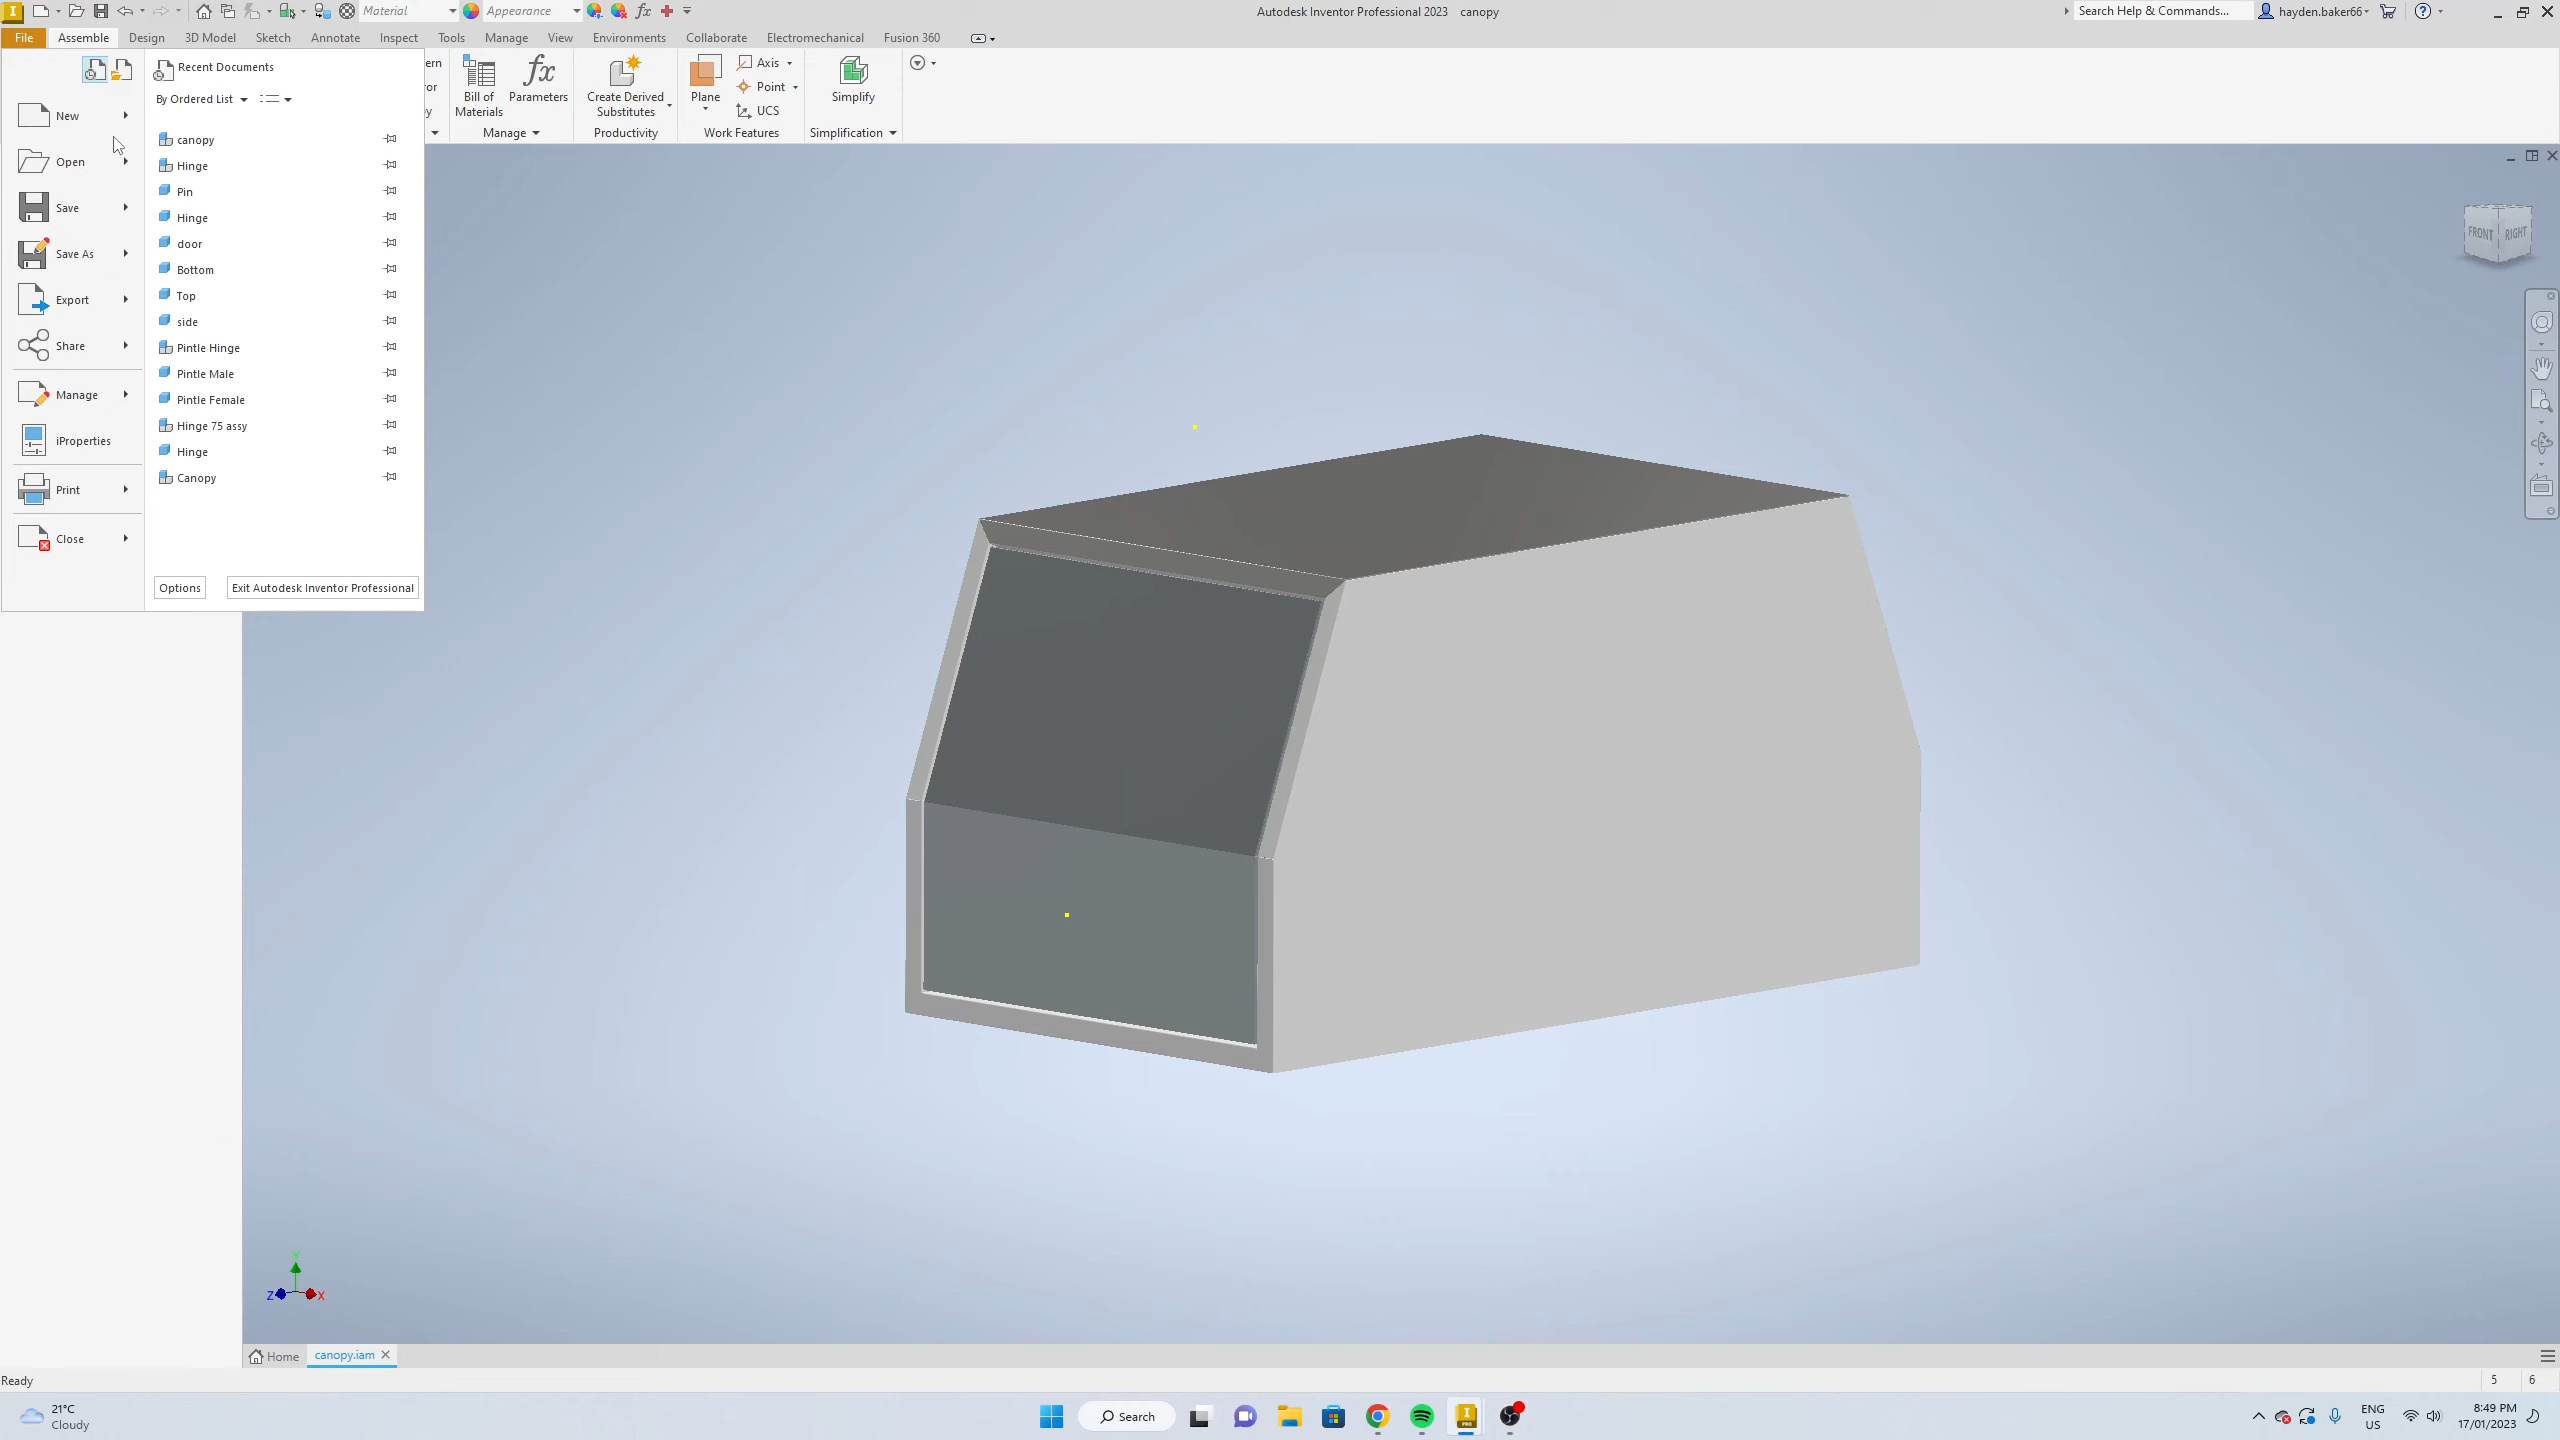 Material
Appearance
fx
Autodesk Inventor Professional 2023 canopy
Search Help & Commands...
hayden.baker66
File Assemble Design 3D Model Sketch Annotate Inspect Tools Manage View Environments Collaborate Electromechanical Fusion 360
Recent Documents
By Ordered List
New
Open
Save
Save As
Export
Share
Manage
iProperties
Print
Close
canopy
Hinge
Pin
Hinge
door
Bottom
Top
side
Pintle Hinge
Pintle Male
Pintle Female
Hinge 75 assy
Hinge
Canopy
Options
Exit Autodesk Inventor Professional
Bill of
Materials
fx
Parameters
Manage
Create Derived
Substitutes
Productivity
Plane
Axis
Point
UCS
Work Features
Simplify
Simplification
FRONT RIGHT
Y
Z X
Home canopy.iam
Ready
5 6
21°C
Cloudy
Search
ENG
US
8:49 PM
17/01/2023